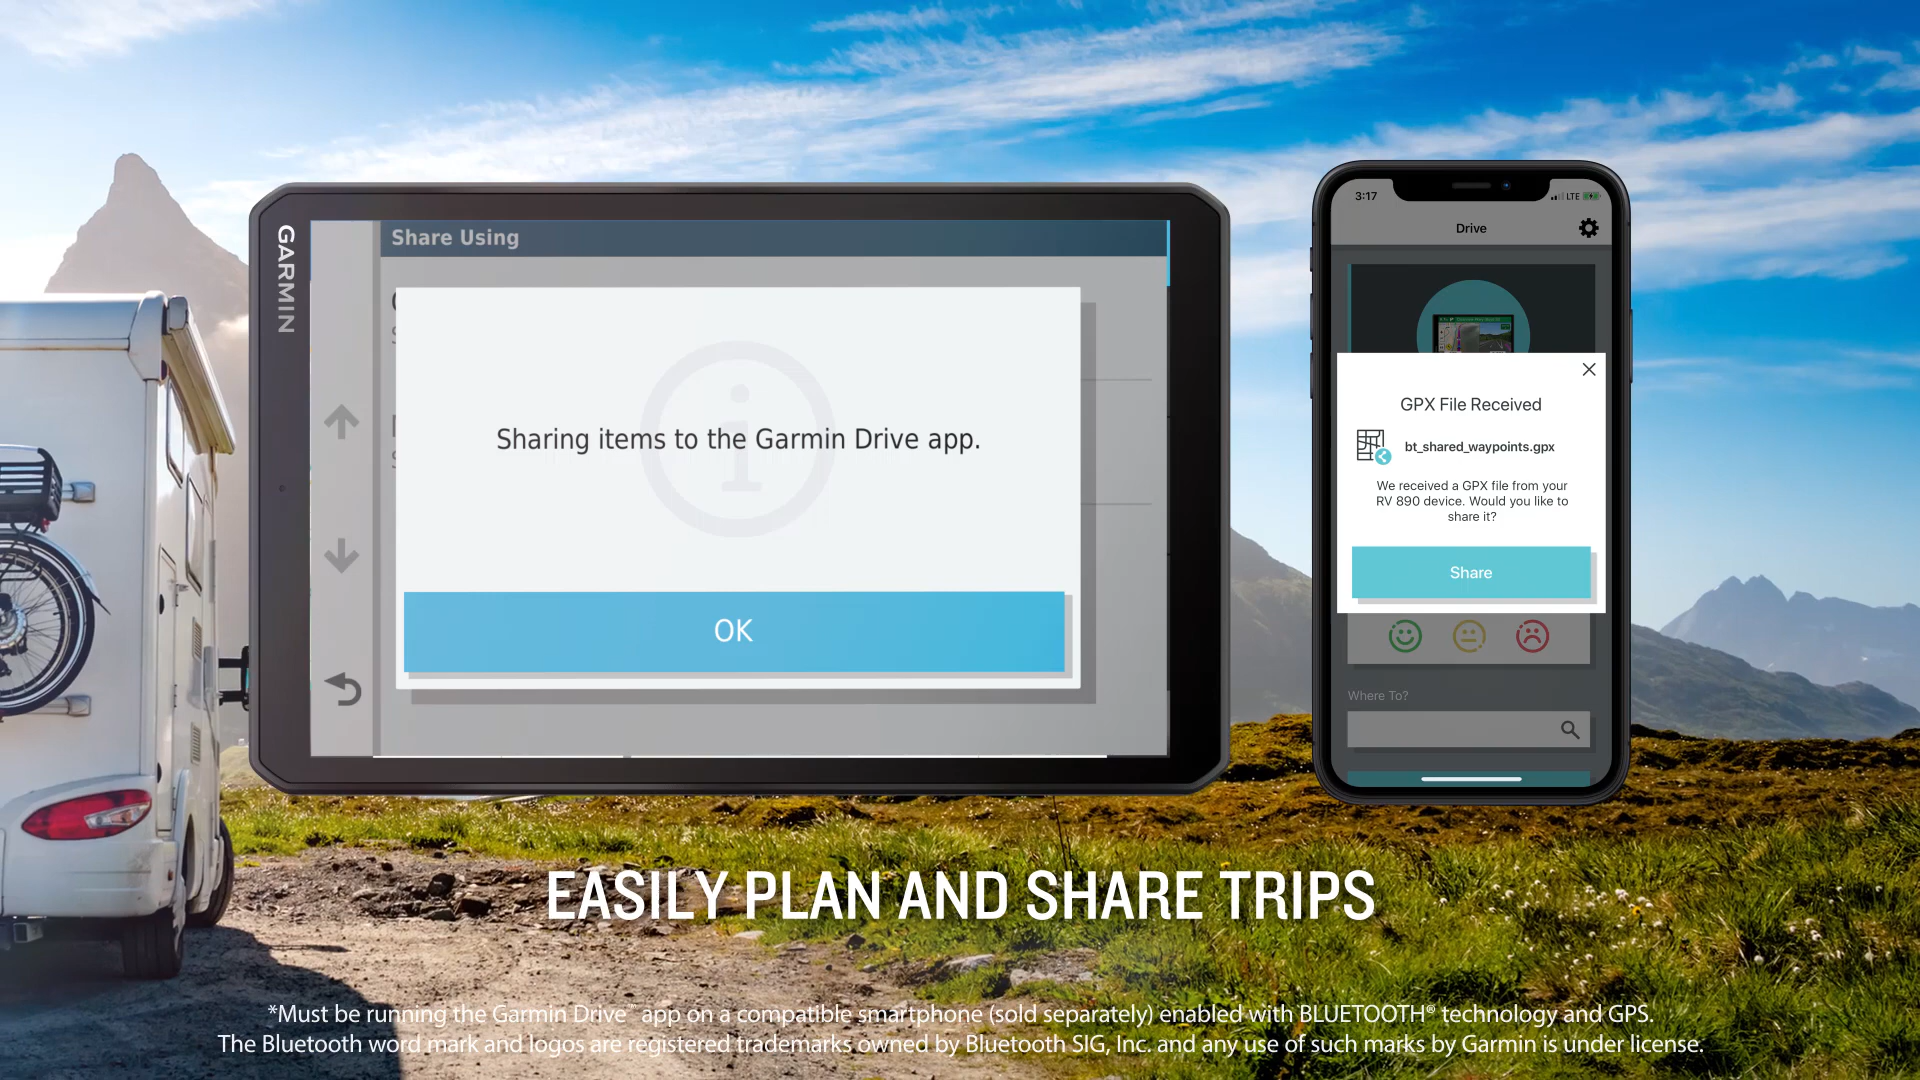 GARMIN
Share Using
Sharing items to the Garmin Drive app.
OK
3:17
LTE
Drive
GPX File Received
bt_shared_waypoints.gpx
We received a GPX file from your
RV 890 device. Would you like to
share it?
Share
Where To?
EASILY PLAN AND SHARE TRIPS
*Must be running the Garmin Drive™ app on a compatible smartphone (sold separately) enabled with BLUETOOTH® technology and GPS.
The Bluetooth word mark and logos are registered trademarks owned by Bluetooth SIG, Inc. and any use of such marks by Garmin is under license.